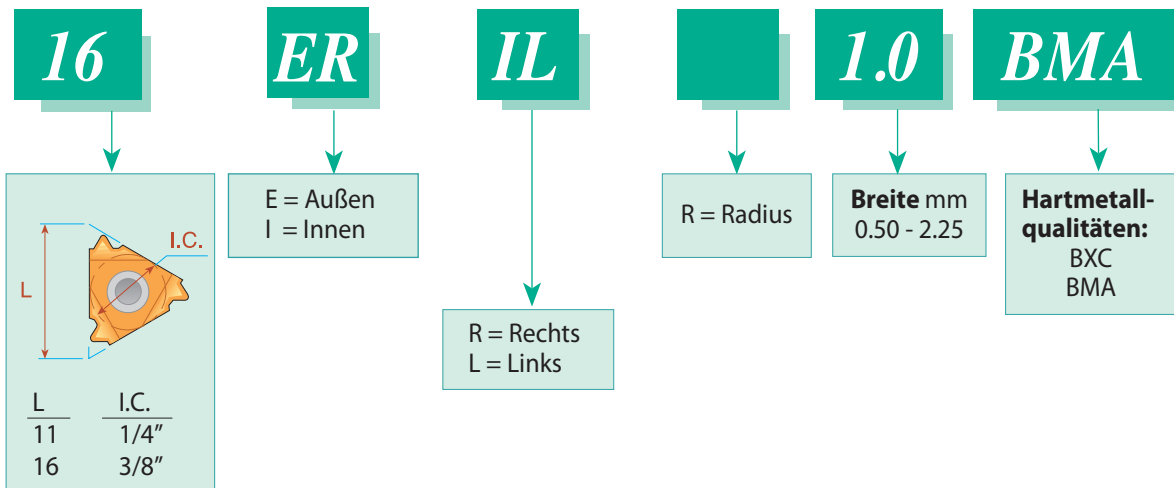 16 ER IL 1.0 BMA
I.C.
L
L I.C.
11 1/4″
16 3/8″
E = Außen
I = Innen
R = Rechts
L = Links
R = Radius
Breite mm
0.50 - 2.25
Hartmetall-
qualitäten:
BXC
BMA